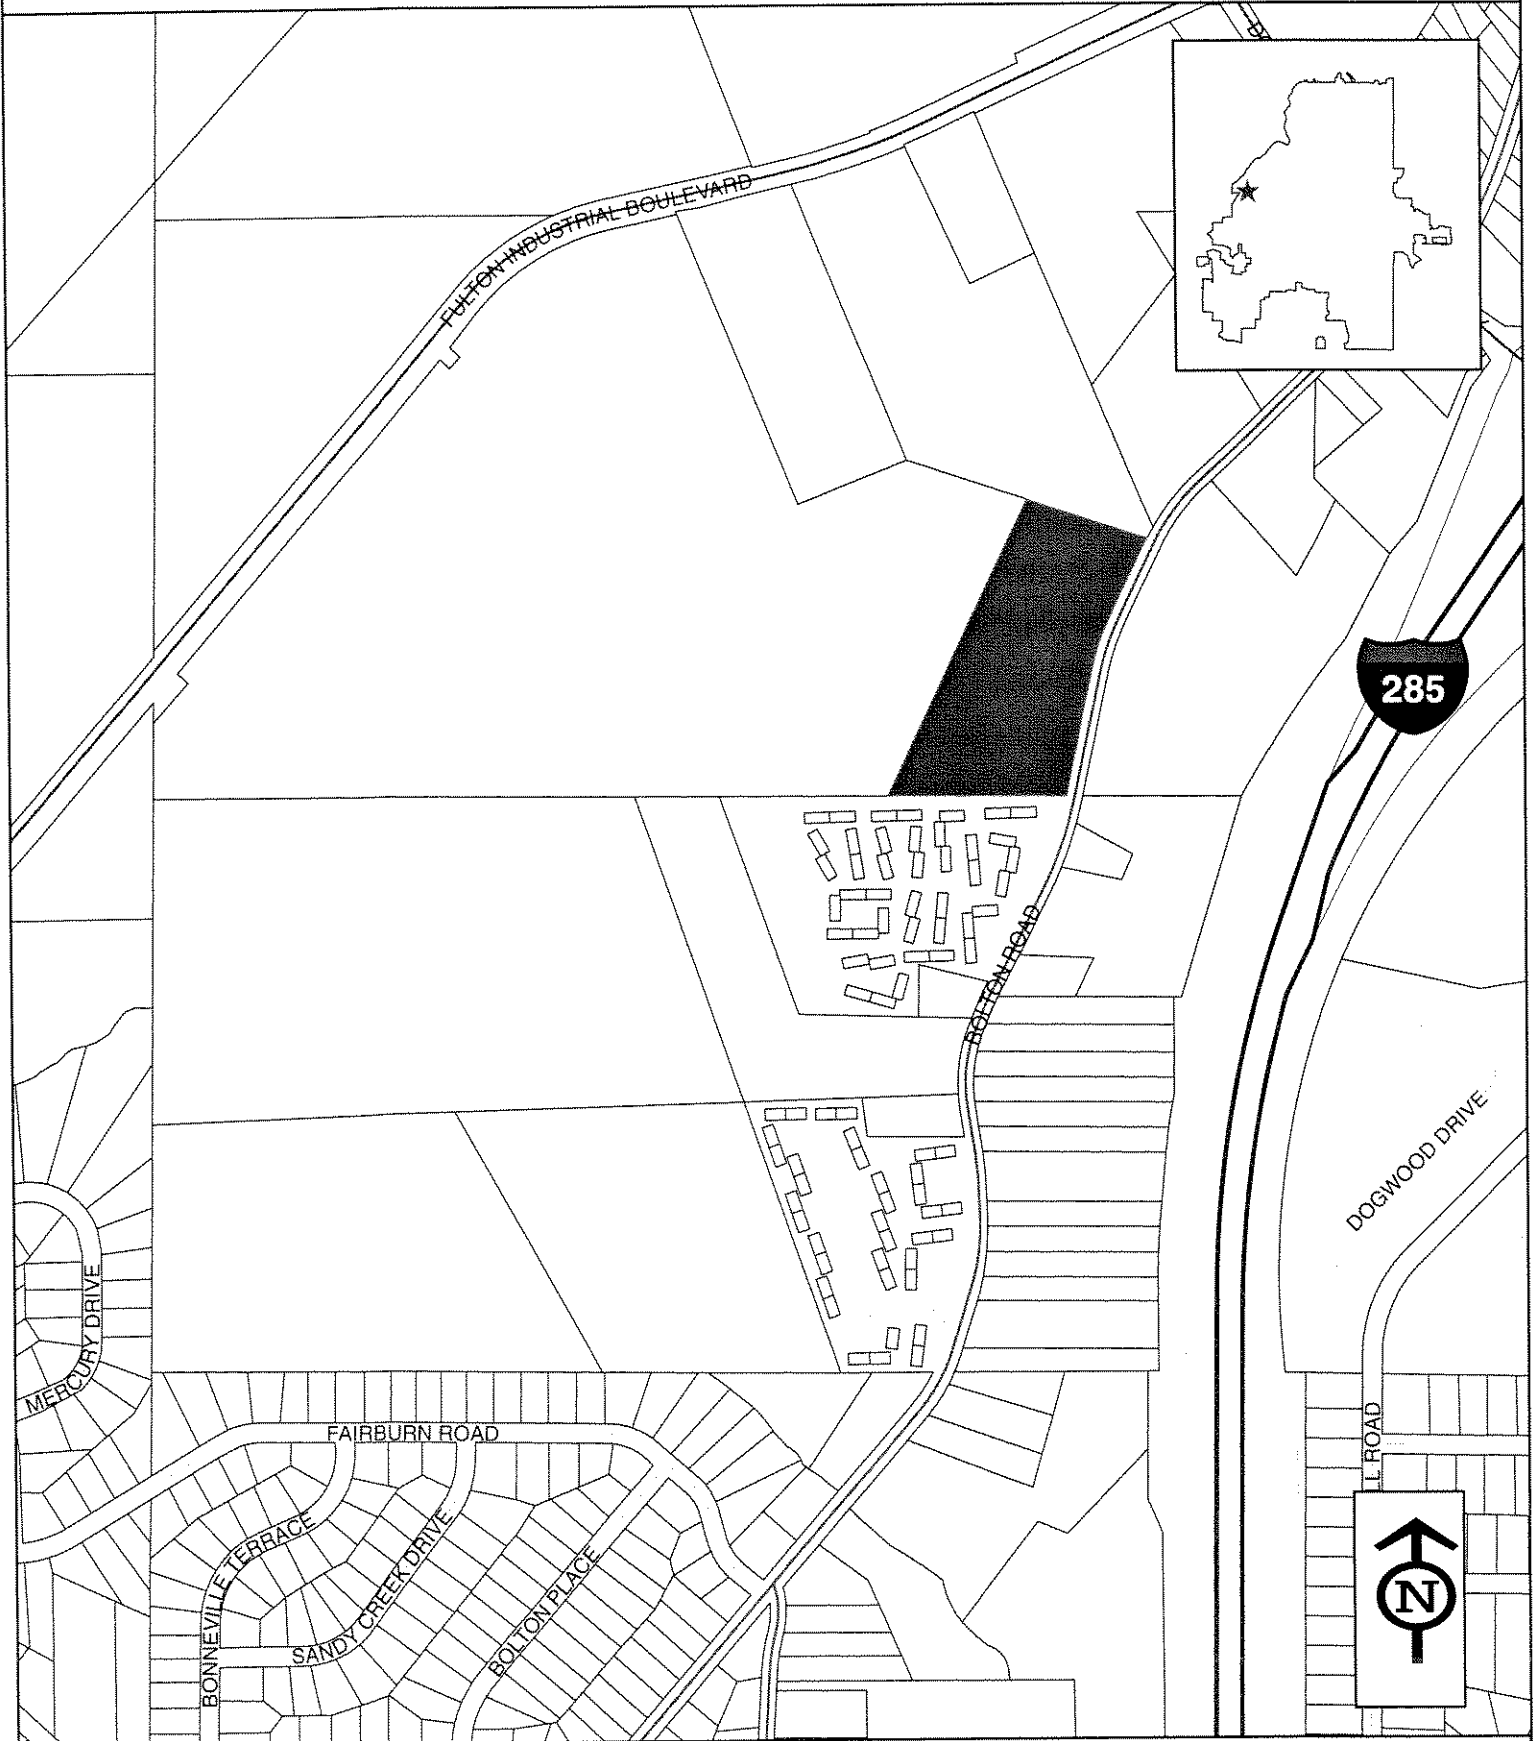 FULTON INDUSTRIAL BOULEVARD
285
BOLTON ROAD
DOGWOOD DRIVE
MERCURY DRIVE
FAIRBURN ROAD
BONNEVILLE TERRACE
SANDY CREEK DRIVE
BOLTON PLACE
ROAD
N